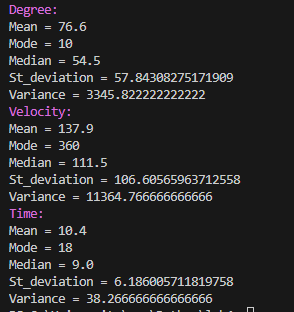 Degree:
Mean = 76.6
Mode = 10
Median = 54.5
St_deviation = 57.84308275171909
Variance = 3345.822222222222
Velocity:
Mean = 137.9
Mode = 360
Median = 111.5
St_deviation = 106.60565963712558
Variance = 11364.766666666666
Time:
Mean = 10.4
Mode = 18
Median = 9.0
St_deviation = 6.186005711819758
Variance = 38.266666666666666